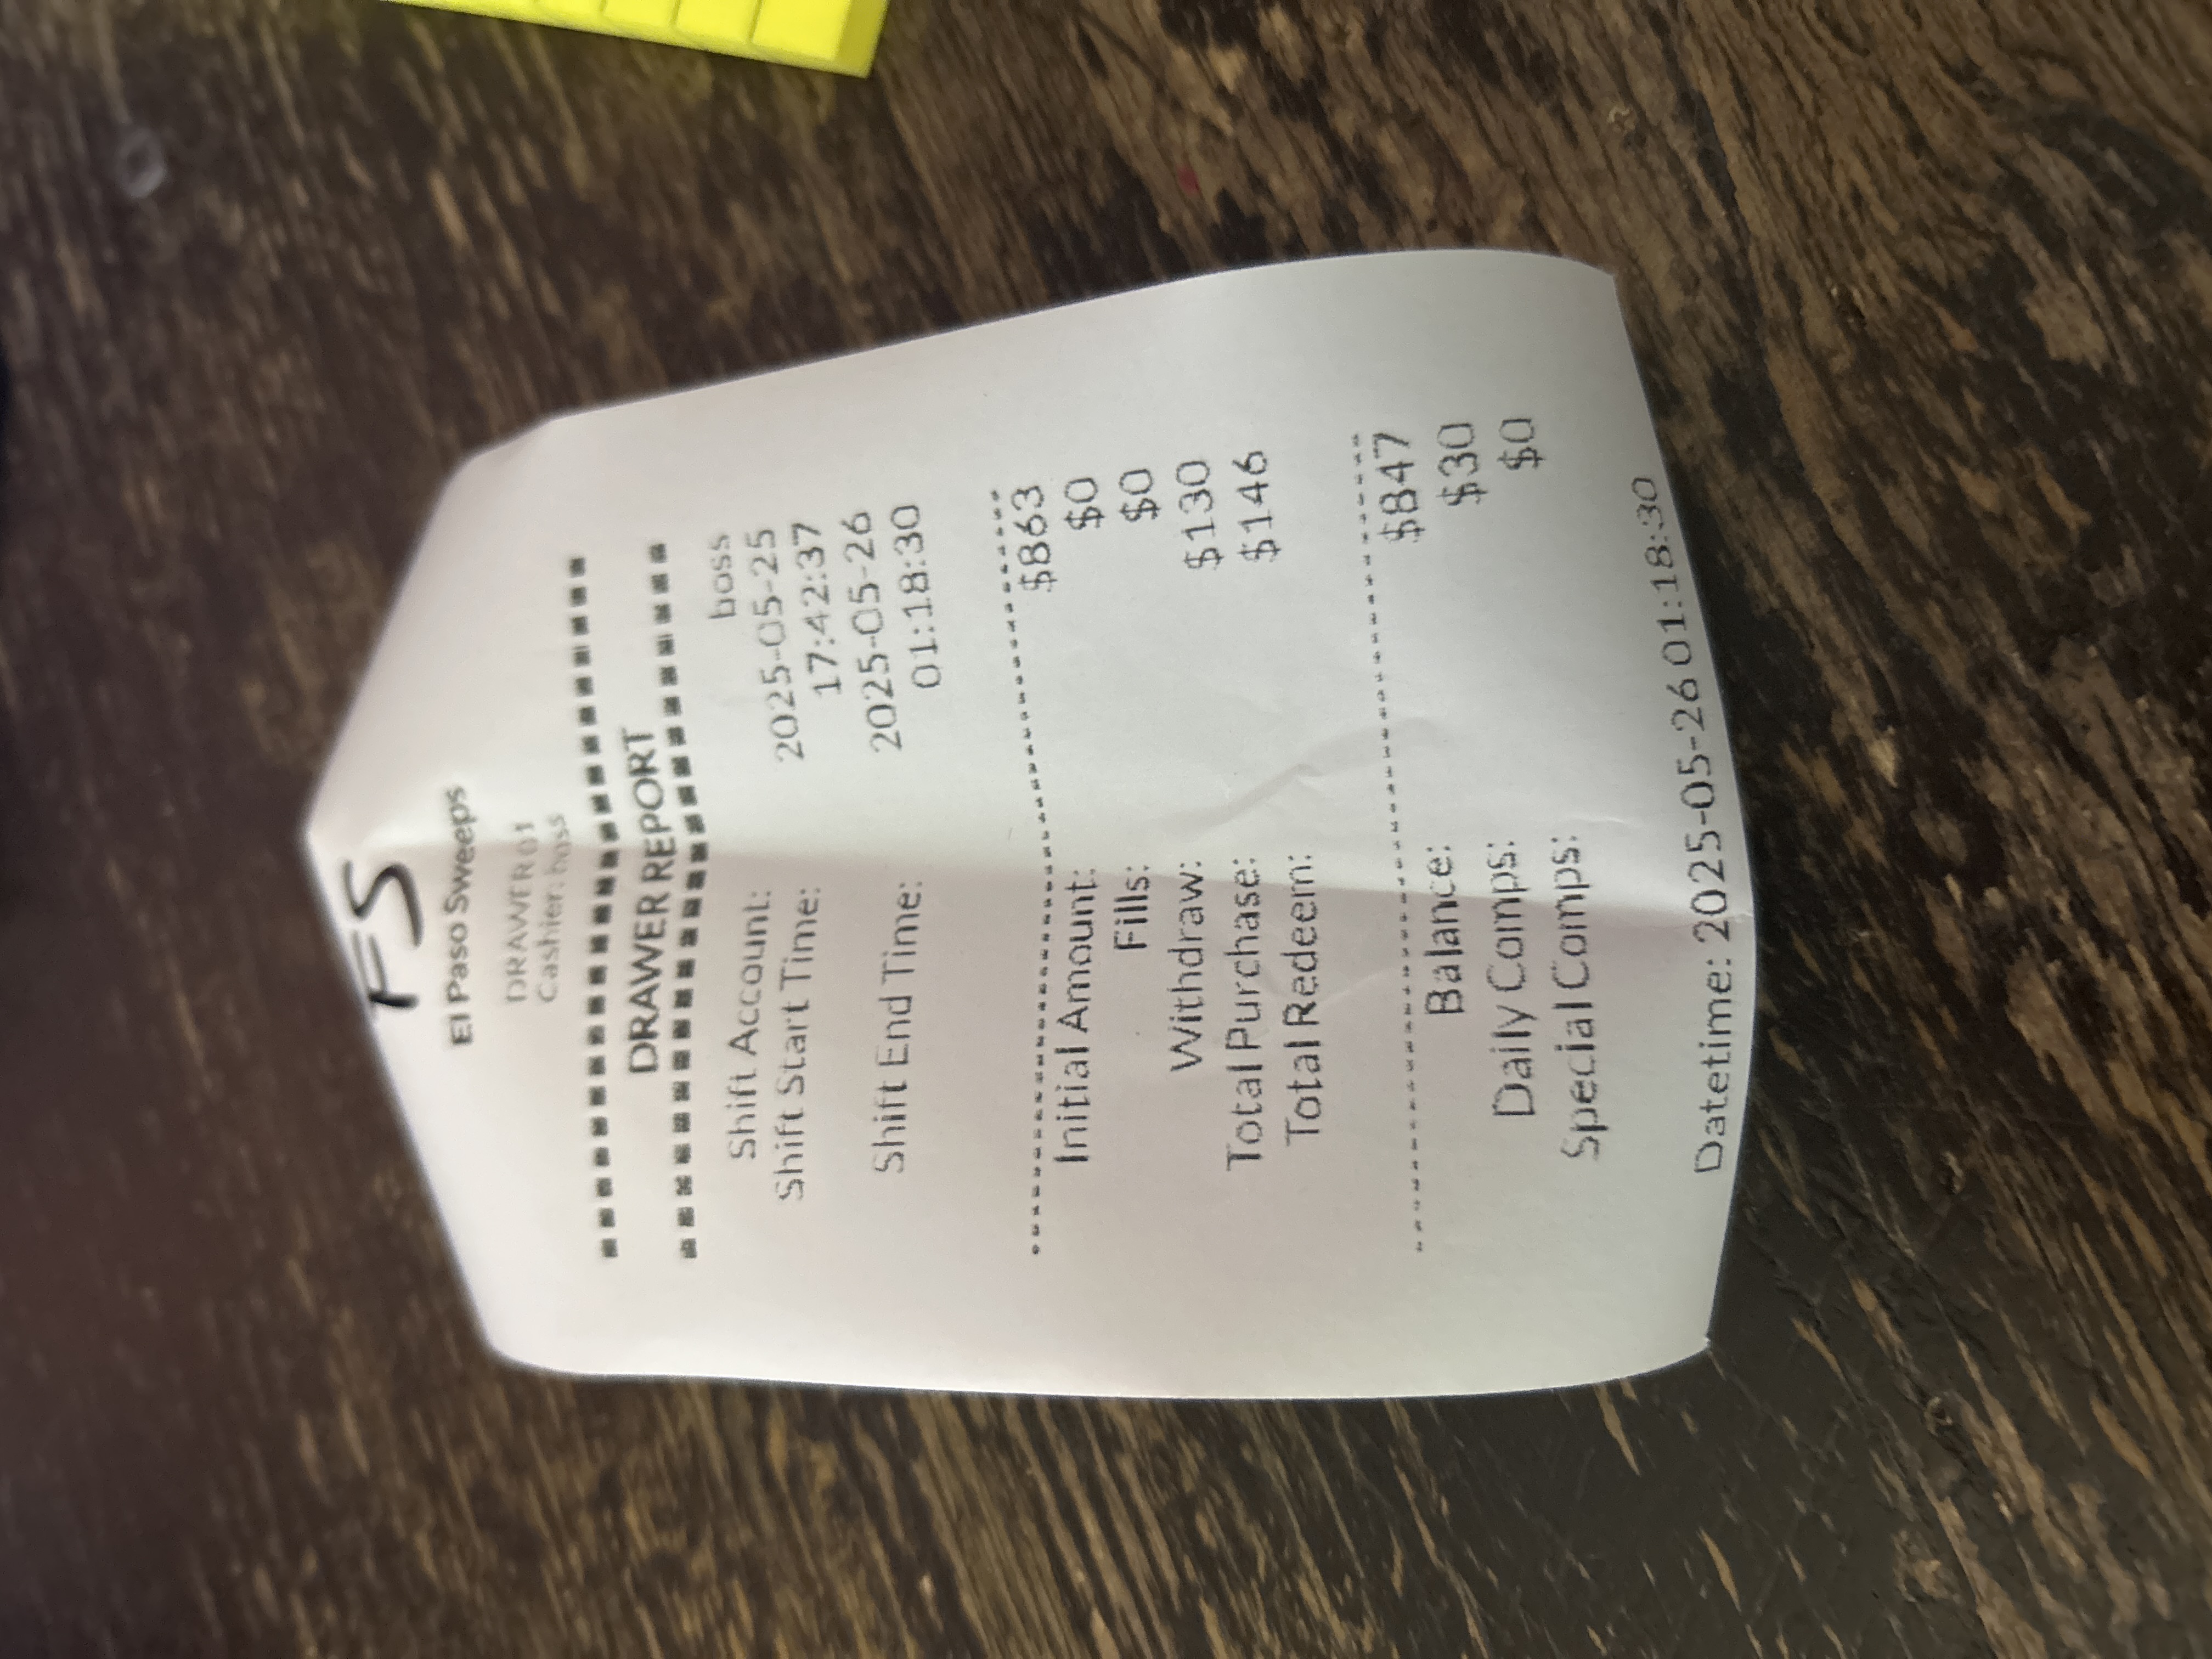 FS
El Paso Sweeps
DRAWER 01
Cashier: boss
DRAWER REPORT
Shift Account: boss
Shift Start Time: 2025-05-25
17:42:37
Shift End Time: 2025-05-26
01:18:30
Initial Amount: $863
Fills: $0
Withdraw: $0
Total Purchase: $130
Total Redeem: $146
Balance: $847
Daily Comps: $30
Special Comps: $0
Datetime: 2025-05-26 01:18:30